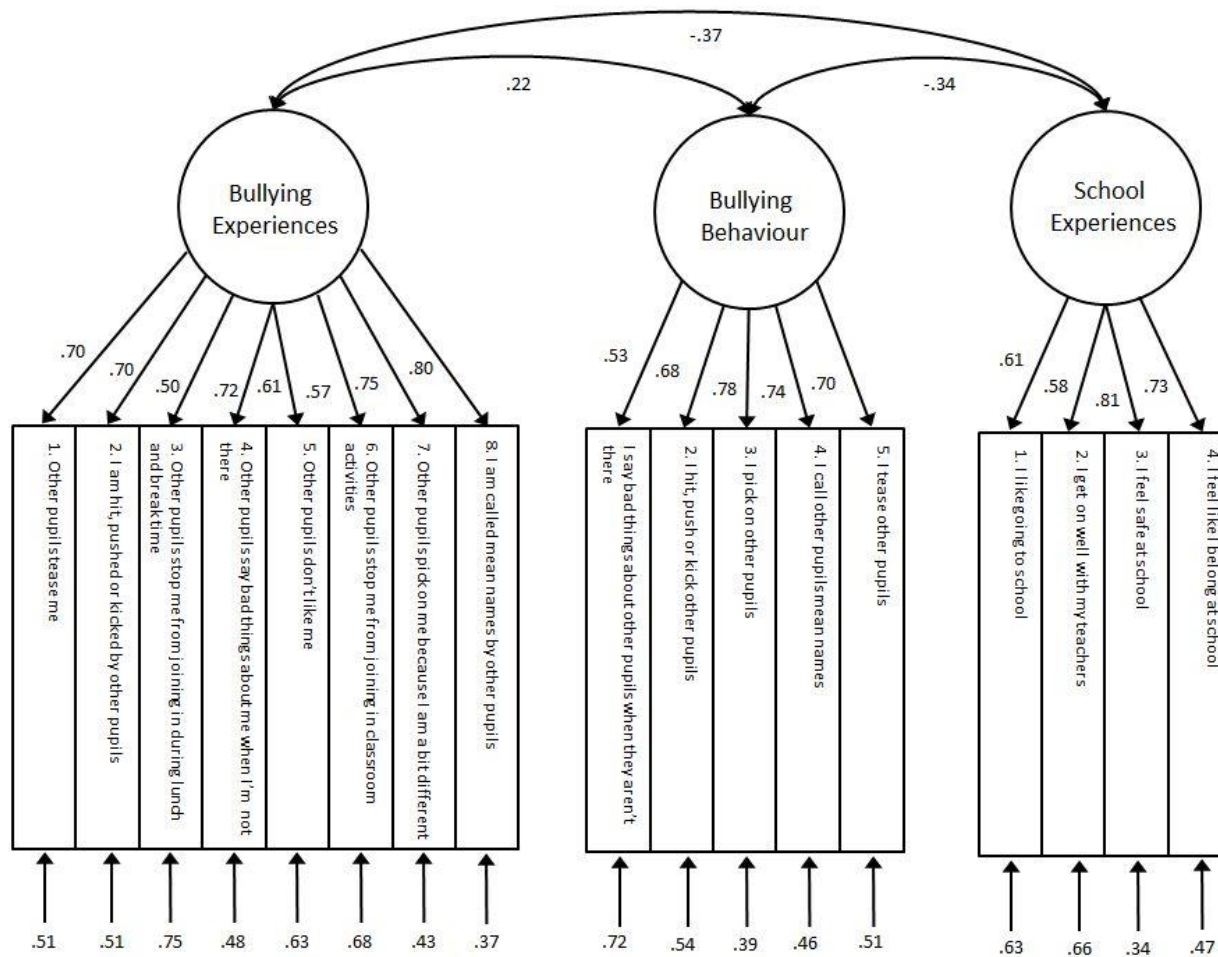 -.37
.22
-.34
Bullying
Experiences
Bullying
Behaviour
School
Experiences
.70
.70
.50
.72
.61
.57
.75
.80
.53
.68
.78
.74
.70
.61
.58
.81
.73
1. Other pupils tease me
2. I am hit, pushed or kicked by other pupils
3. Other pupils stop me from joining in during lunch
and break time
4. Other pupils say bad things about me when I'm not
there
5. Other pupils don't like me
6. Other pupils stop me from joining in classroom
activities
7. Other pupils pick on me because I am a bit different
8. I am called mean names by other pupils
I say bad things about other pupils when they aren't
there
2. I hit, push or kick other pupils
3. I pick on other pupils
4. I call other pupils mean names
5. I tease other pupils
1. I like going to school
2. I get on well with my teachers
3. I feel safe at school
4. I feel like I belong at school
.51
.51
.75
.48
.63
.68
.43
.37
.72
.54
.39
.46
.51
.63
.66
.34
.47